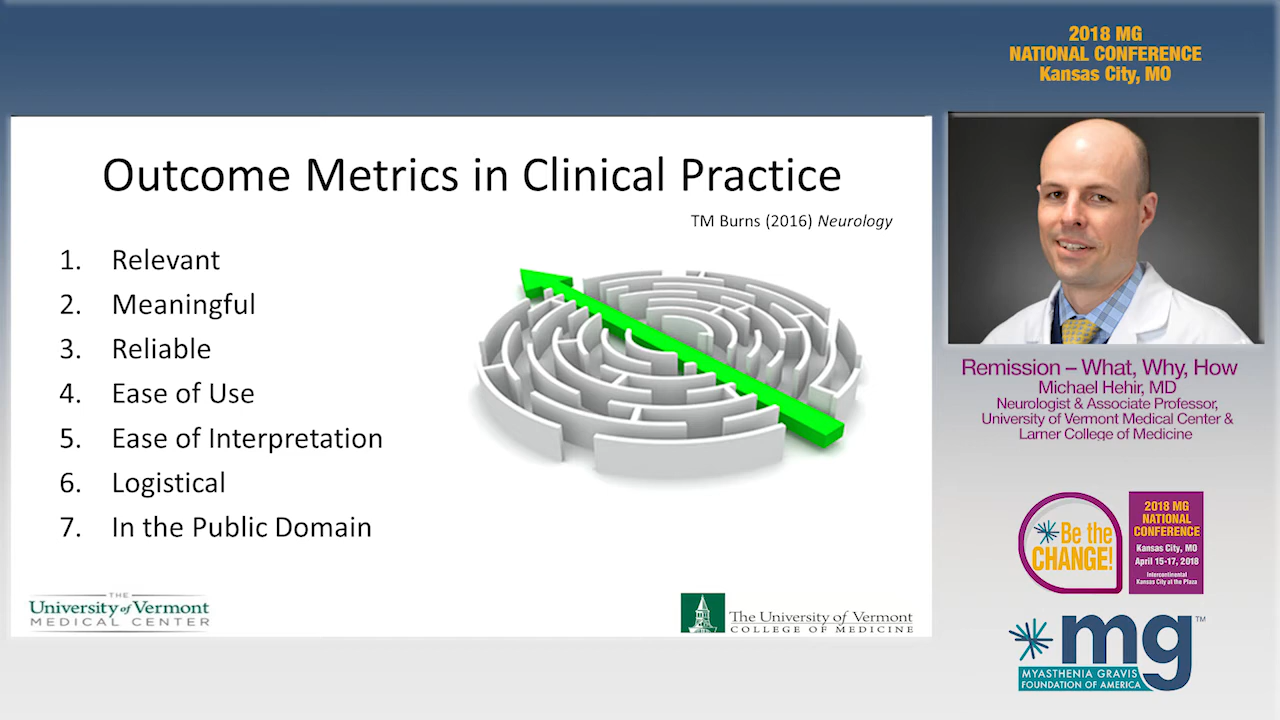 2018 MG
NATIONAL CONFERENCE
Kansas City, MO
Outcome Metrics in Clinical Practice
TM Burns (2016) Neurology
1. Relevant
2. Meaningful
3. Reliable
4. Ease of Use
5. Ease of Interpretation
6. Logistical
7. In the Public Domain
THE
University of Vermont
MEDICAL CENTER
The University of Vermont
COLLEGE OF MEDICINE
Remission – What, Why, How
Michael Hehir, MD
Neurologist & Associate Professor,
University of Vermont Medical Center &
Larner College of Medicine
Be the
CHANGE!
2018 MG
NATIONAL
CONFERENCE
Kansas City, MO
April 15-17, 2018
Intercontinental
Kansas City at the Plaza
mg™
MYASTHENIA GRAVIS
FOUNDATION OF AMERICA